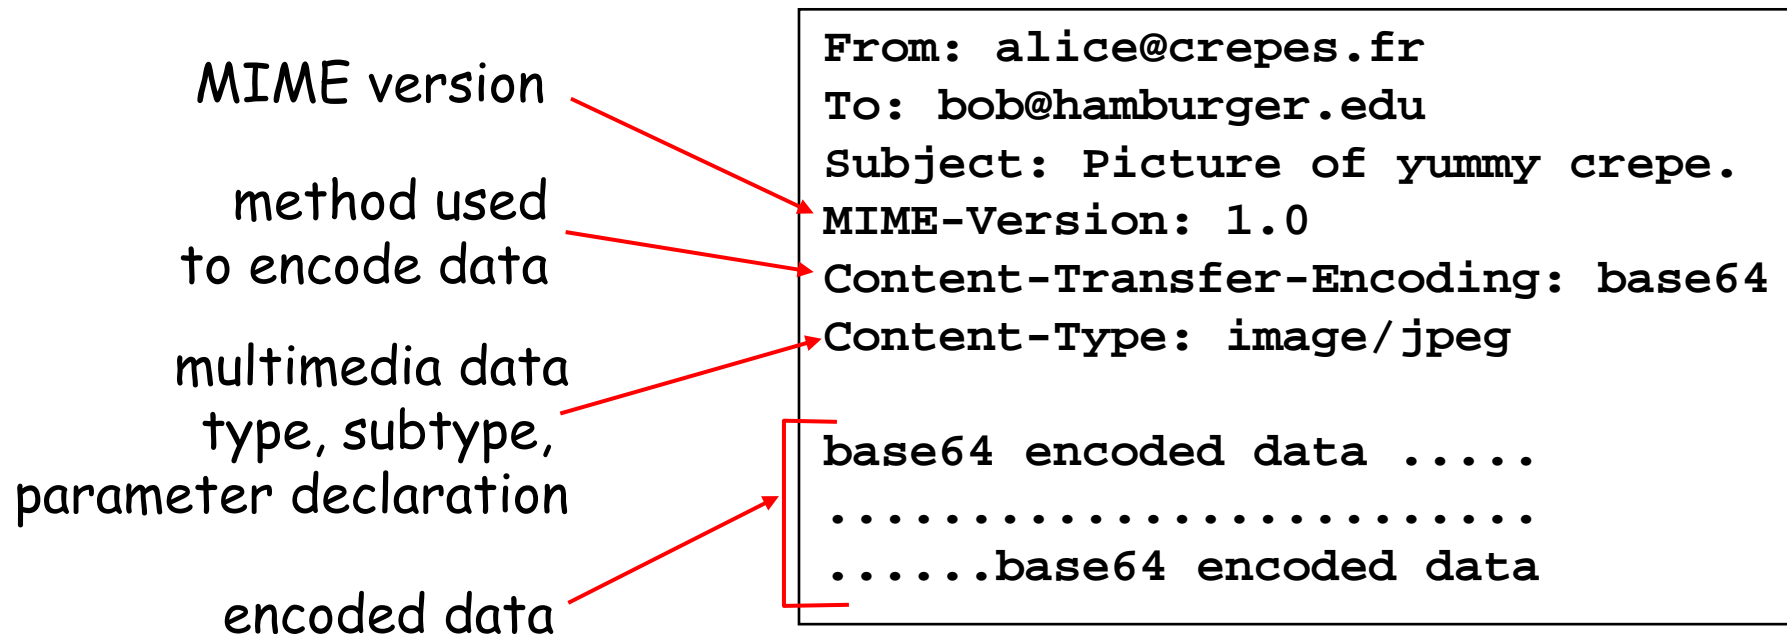 MIME version
method used
to encode data
multimedia data
type, subtype,
parameter declaration
encoded data
From: alice@crepes.fr
To: bob@hamburger.edu
Subject: Picture of yummy crepe.
MIME-Version: 1.0
Content-Transfer-Encoding: base64
Content-Type: image/jpeg
base64 encoded data .....
.........................
......base64 encoded data